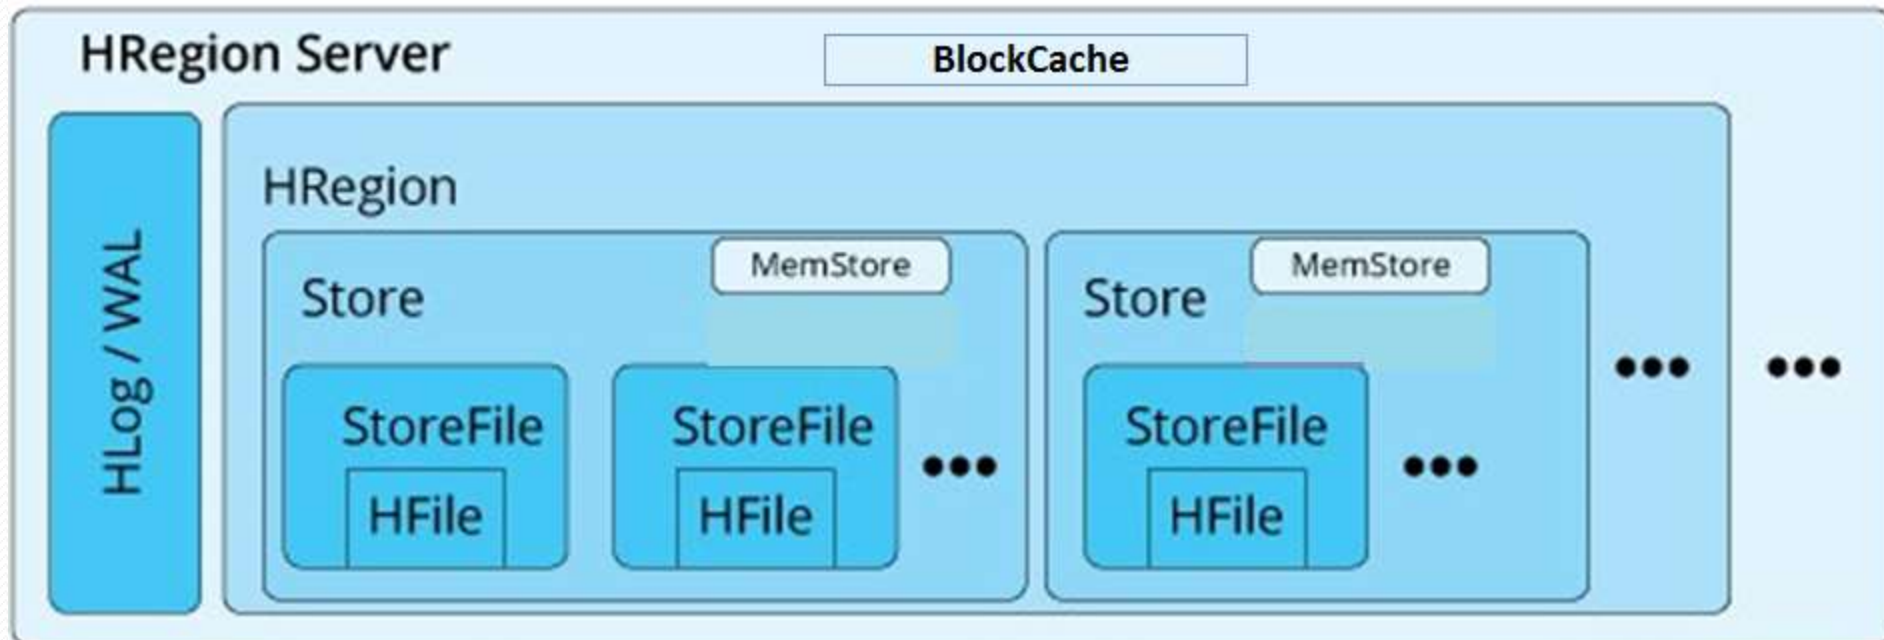 HRegion Server
BlockCache
HLog / WAL
HRegion
Store
MemStore
Store
MemStore
StoreFile
HFile
StoreFile
HFile
•••
StoreFile
HFile
•••
•••
•••